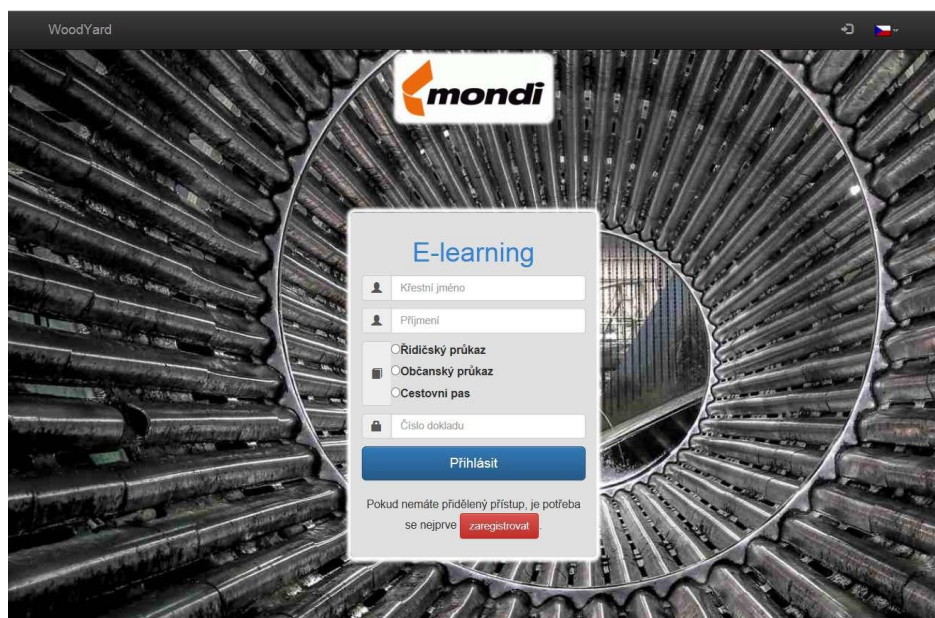 WoodYard
mondi
E-learning
Křestní jméno
Příjmení
Řidičský průkaz
Občanský průkaz
Cestovní pas
Číslo dokladu
Přihlásit
Pokud nemáte přidělený přístup, je potřeba
se nejprve zaregistrovat.